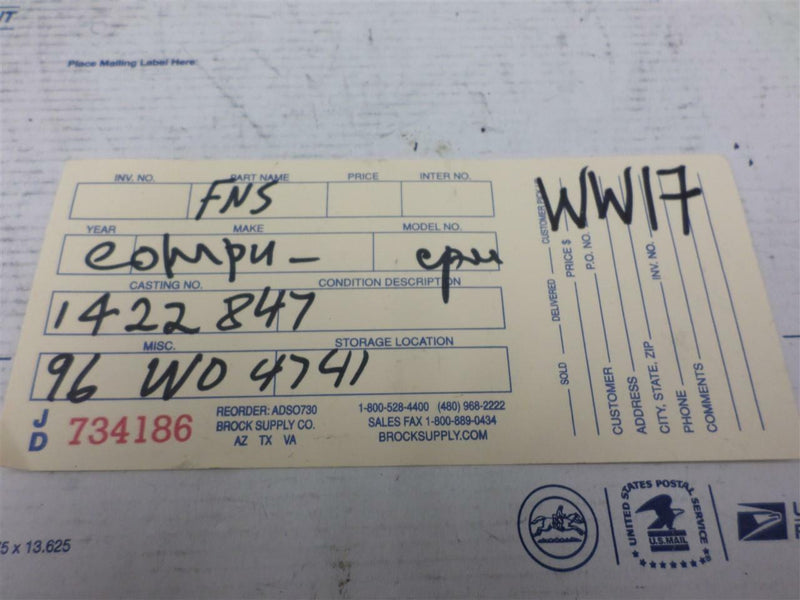 NT
Place Mailing Label Here:
INV. NO. PART NAME PRICE INTER NO.
FNS
YEAR MAKE MODEL NO.
compu - cpu
CASTING NO. CONDITION DESCRIPTION
1422847
MISC. STORAGE LOCATION
96 WO 4741
JD 734186
REORDER: ADSO730
BROCK SUPPLY CO.
AZ TX VA
1-800-528-4400 (480) 968-2222
SALES FAX 1-800-889-0434
BROCKSUPPLY.COM
WW17
SOLD DELIVERED CUSTOMER
PRICE $
P.O. NO.
CUSTOMER
ADDRESS
CITY, STATE, ZIP INV. NO.
PHONE
COMMENTS
75 x 13.625
UNITED STATES POSTAL SERVICE
U.S.MAIL